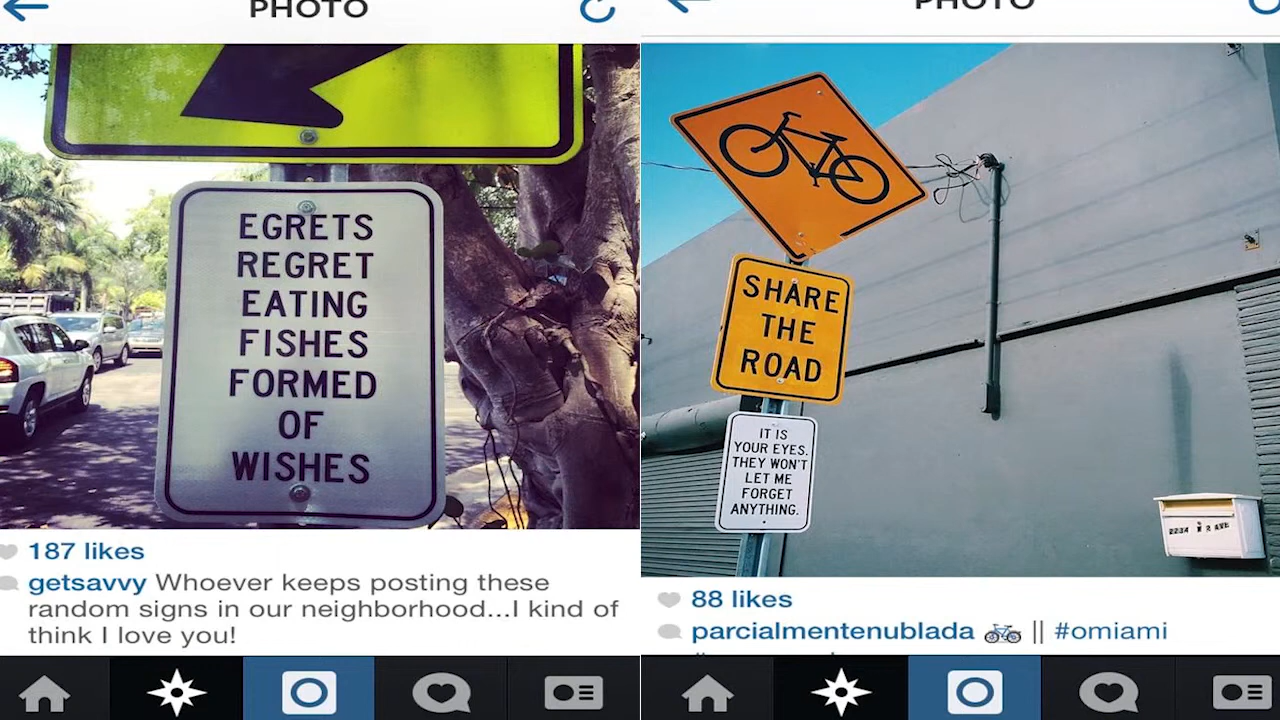 PHOTO
EGRETS
REGRET
EATING
FISHES
FORMED
OF
WISHES
187 likes
getsavvy Whoever keeps posting these
random signs in our neighborhood...I kind of
think I love you!
PHOTO
SHARE
THE
ROAD
IT IS
YOUR EYES.
THEY WON'T
LET ME
FORGET
ANYTHING.
88 likes
parcialmentenublada 🚲 || #omiami